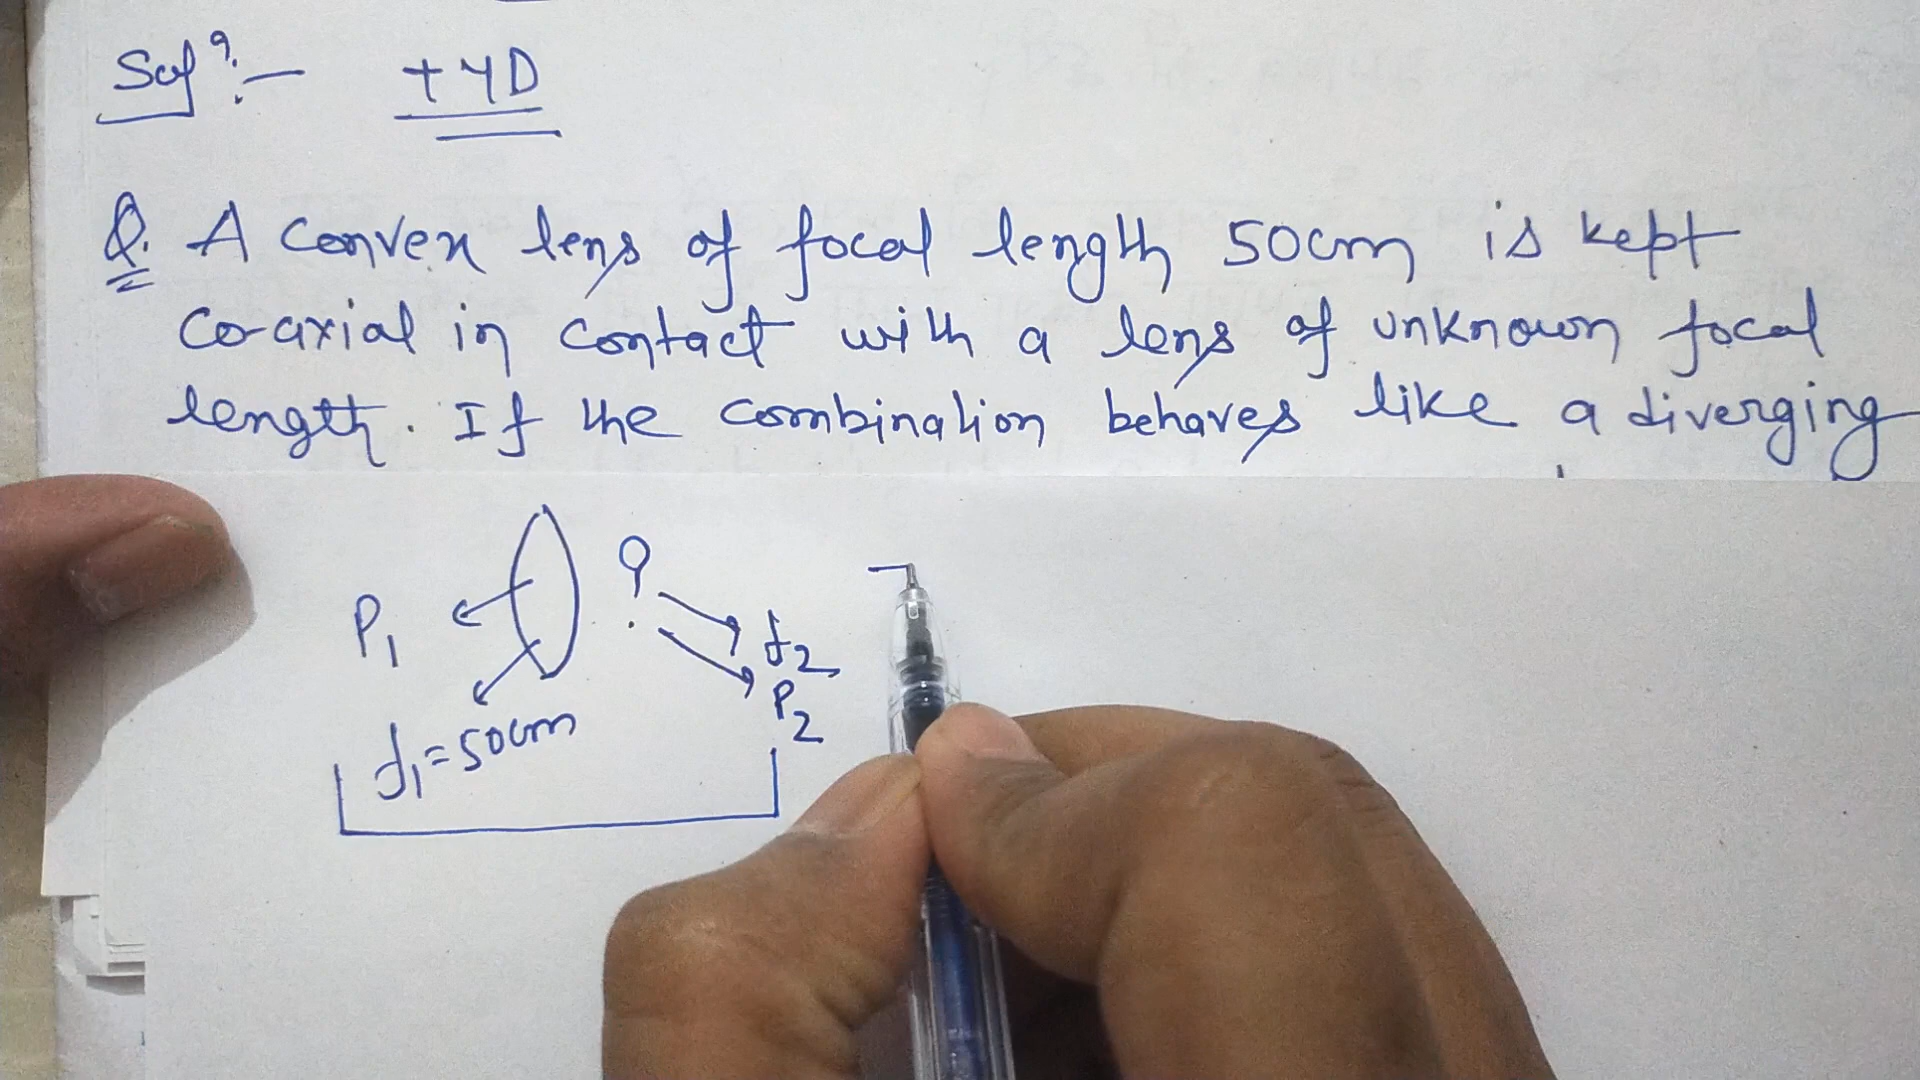 Solⁿ:- +4D
Q. A convex lens of focal length 50cm is kept
co-axial in contact with a lens of unknown focal
length. If the combination behaves like a diverging
?
P₁
f₂
P₂
f₁=50cm